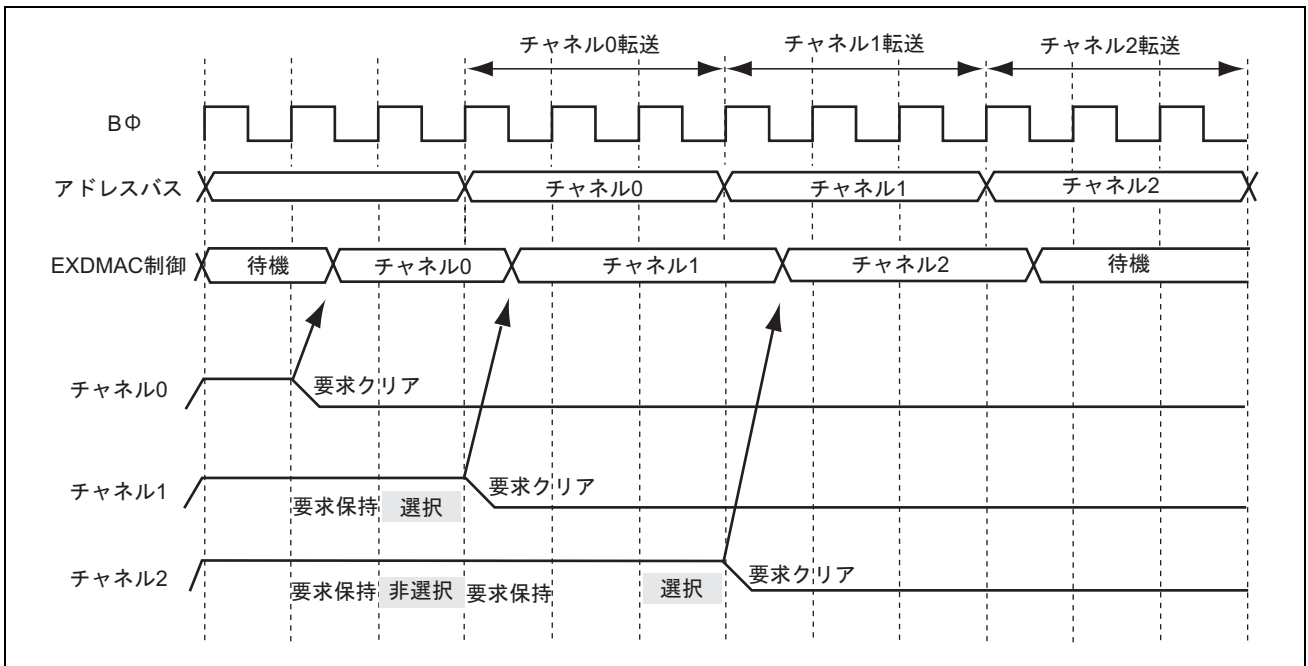 チャネル0転送 チャネル1転送 チャネル2転送
BΦ
アドレスバス チャネル0 チャネル1 チャネル2
EXDMAC制御 待機 チャネル0 チャネル1 チャネル2 待機
チャネル0 要求クリア
チャネル1 要求保持 選択 要求クリア
チャネル2 要求保持 非選択 要求保持 選択 要求クリア